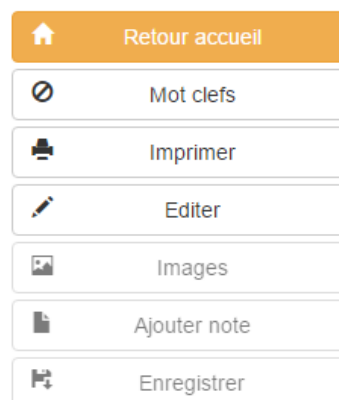 Retour accueil
Mot clefs
Imprimer
Editer
Images
Ajouter note
Enregistrer